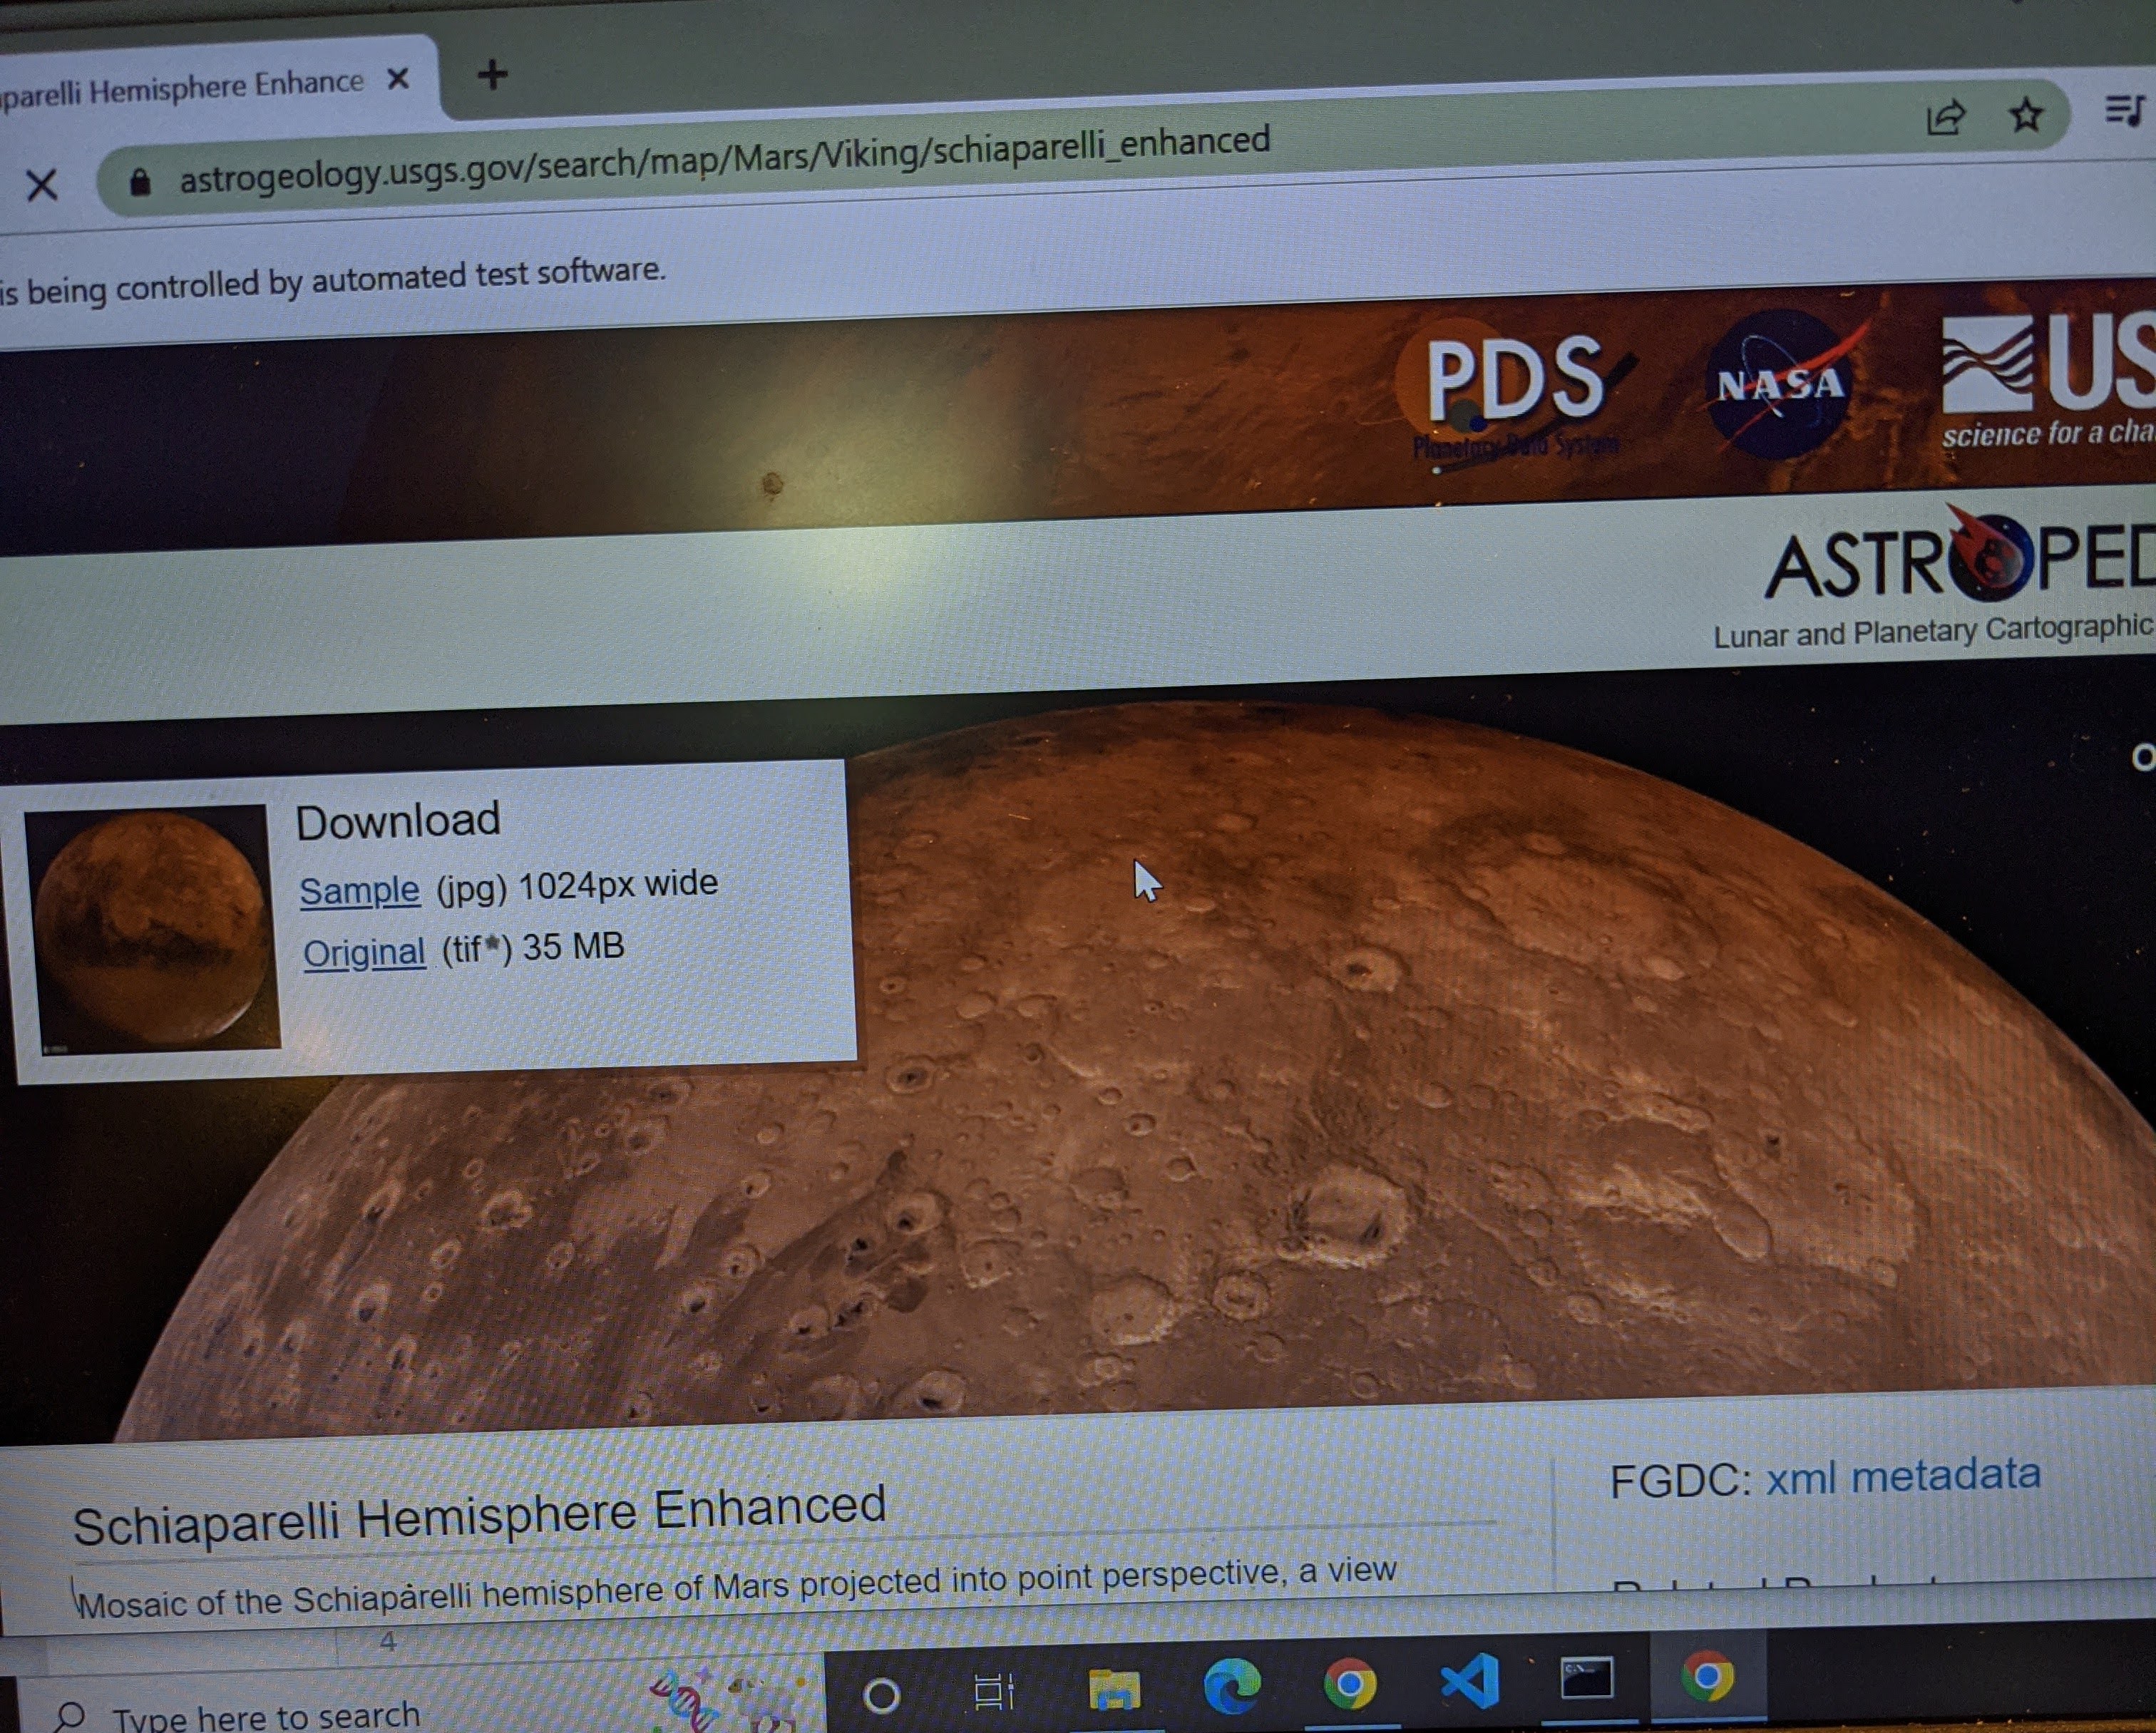 parelli Hemisphere Enhance
astrogeology.usgs.gov/search/map/Mars/Viking/schiaparelli_enhanced
is being controlled by automated test software.
PDS
Planetary Data System
NASA
US
science for a cha
ASTROPED
Lunar and Planetary Cartographic
Download
Sample (jpg) 1024px wide
Original (tif*) 35 MB
Schiaparelli Hemisphere Enhanced
FGDC: xml metadata
Mosaic of the Schiaparelli hemisphere of Mars projected into point perspective, a view
4
Type here to search